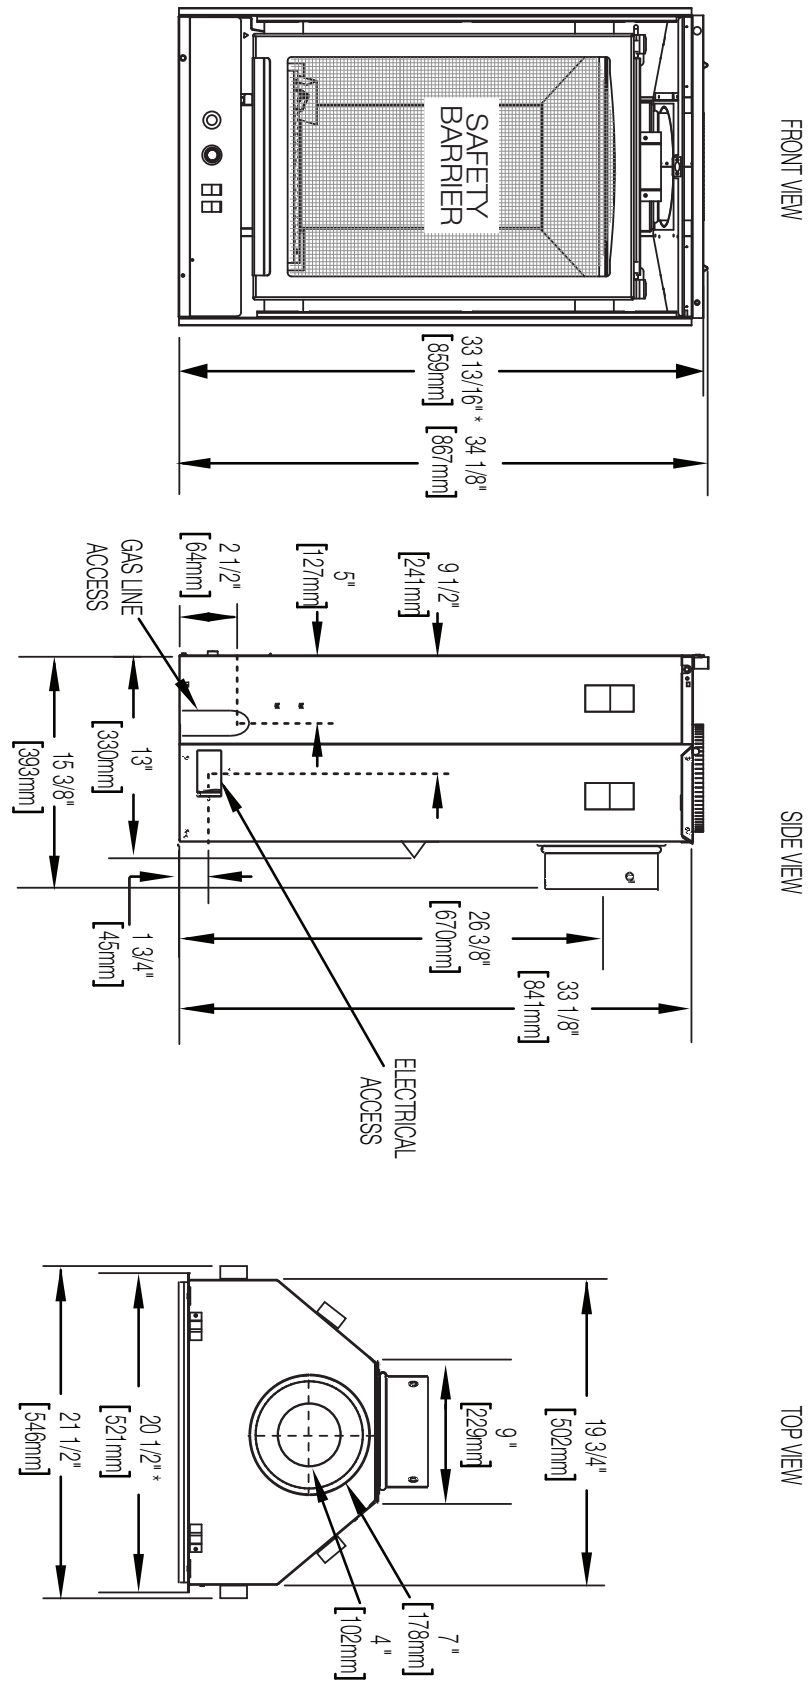 FRONT VIEW
SAFETY
BARRIER
33 13/16" *
[859mm]
34 1/8"
[867mm]
SIDE VIEW
9 1/2"
[241mm]
5"
[127mm]
2 1/2"
[64mm]
GAS LINE
ACCESS
13"
[330mm]
15 3/8"
[393mm]
1 3/4"
[45mm]
26 3/8"
[670mm]
33 1/8"
[841mm]
ELECTRICAL
ACCESS
TOP VIEW
19 3/4"
[502mm]
9 "
[229mm]
20 1/2" *
[521mm]
21 1/2"
[546mm]
7 "
[178mm]
4 "
[102mm]